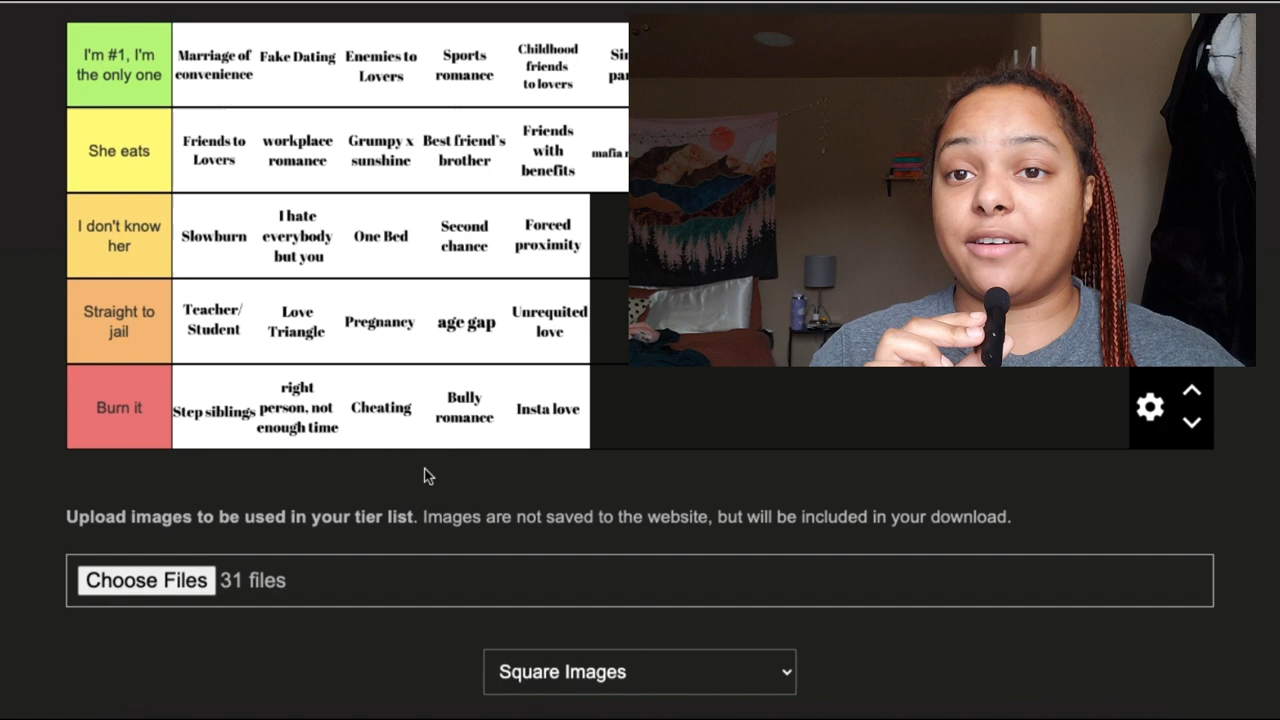 I'm #1, I'm
the only one
Marriage of
convenience
Fake Dating
Enemies to
Lovers
Sports
romance
Childhood
friends
to lovers
She eats
Friends to
Lovers
workplace
romance
Grumpy x
sunshine
Best friend's
brother
Friends
with
benefits
mafia
I don't know
her
Slowburn
I hate
everybody
but you
One Bed
Second
chance
Forced
proximity
Straight to
jail
Teacher/
Student
Love
Triangle
Pregnancy
age gap
Unrequited
love
Burn it
Step siblings
right
person, not
enough time
Cheating
Bully
romance
Insta love
Upload images to be used in your tier list. Images are not saved to the website, but will be included in your download.
Choose Files 31 files
Square Images